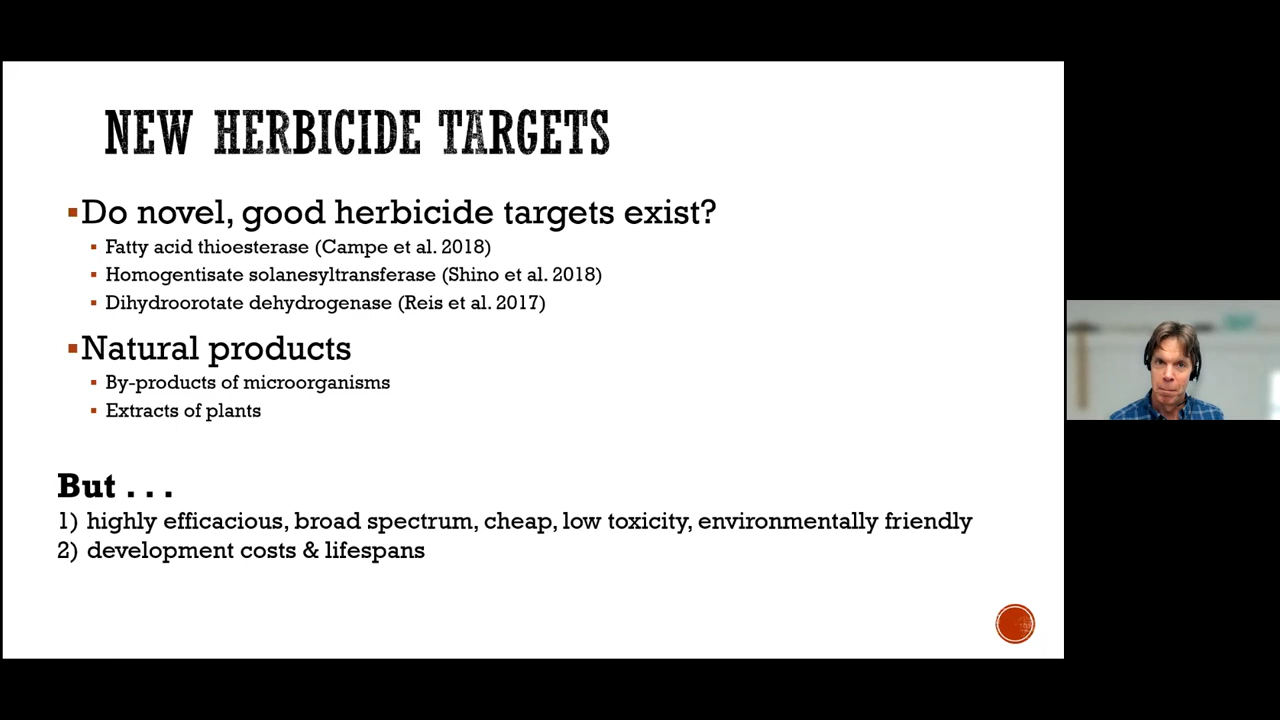 NEW HERBICIDE TARGETS
Do novel, good herbicide targets exist?
Fatty acid thioesterase (Campe et al. 2018)
Homogentisate solanesyltransferase (Shino et al. 2018)
Dihydroorotate dehydrogenase (Reis et al. 2017)
Natural products
By-products of microorganisms
Extracts of plants
But . . .
1) highly efficacious, broad spectrum, cheap, low toxicity, environmentally friendly
2) development costs & lifespans